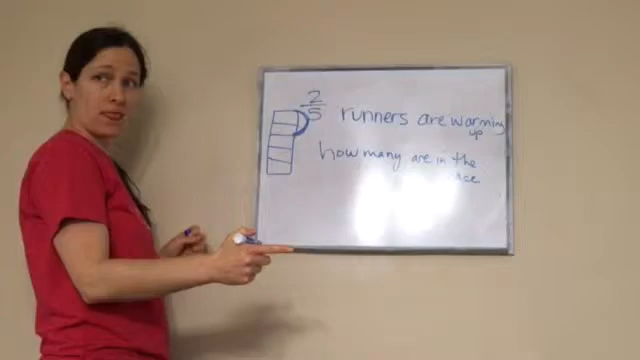 2
5
runners are warming
up
how many are in the